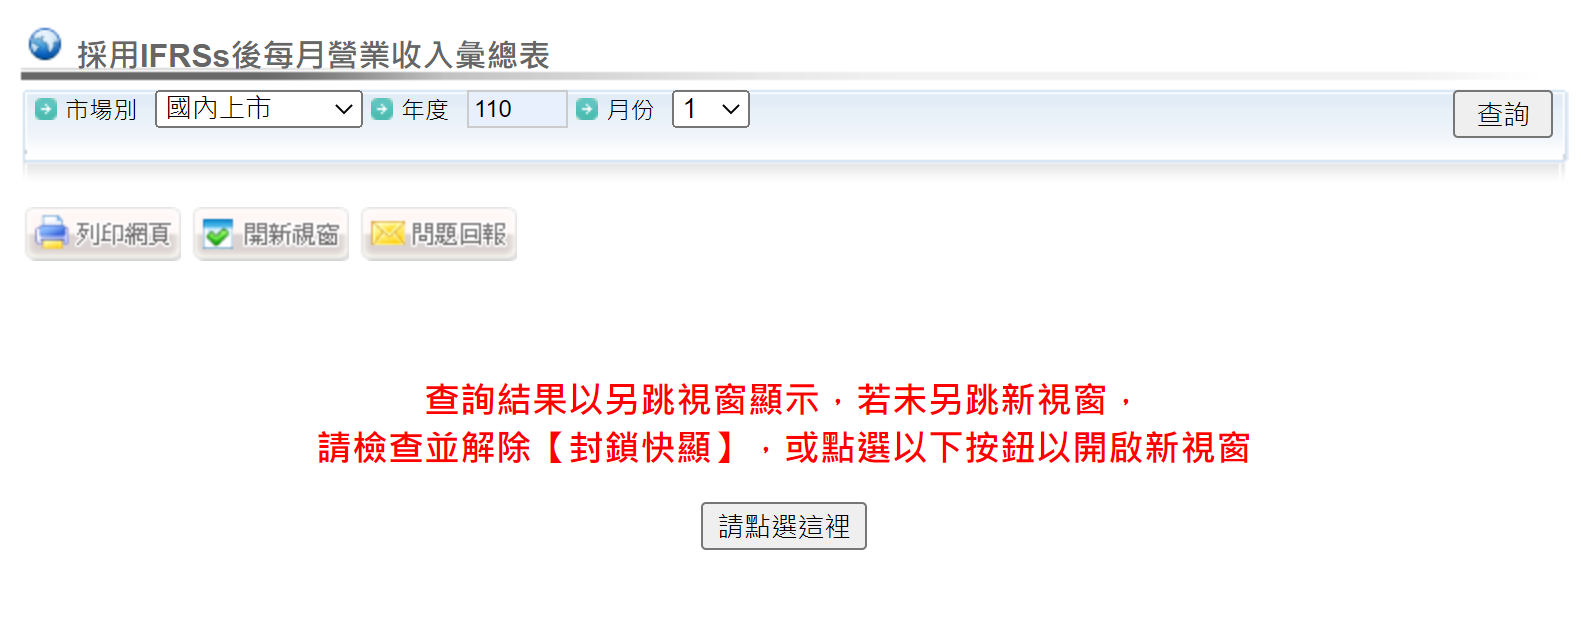 採用IFRSs後每月營業收入彙總表
市場別 國內上市 年度 110 月份 1 查詢
列印網頁 開新視窗 問題回報
查詢結果以另跳視窗顯示，若未另跳新視窗，
請檢查並解除【封鎖快顯】，或點選以下按鈕以開啟新視窗
請點選這裡